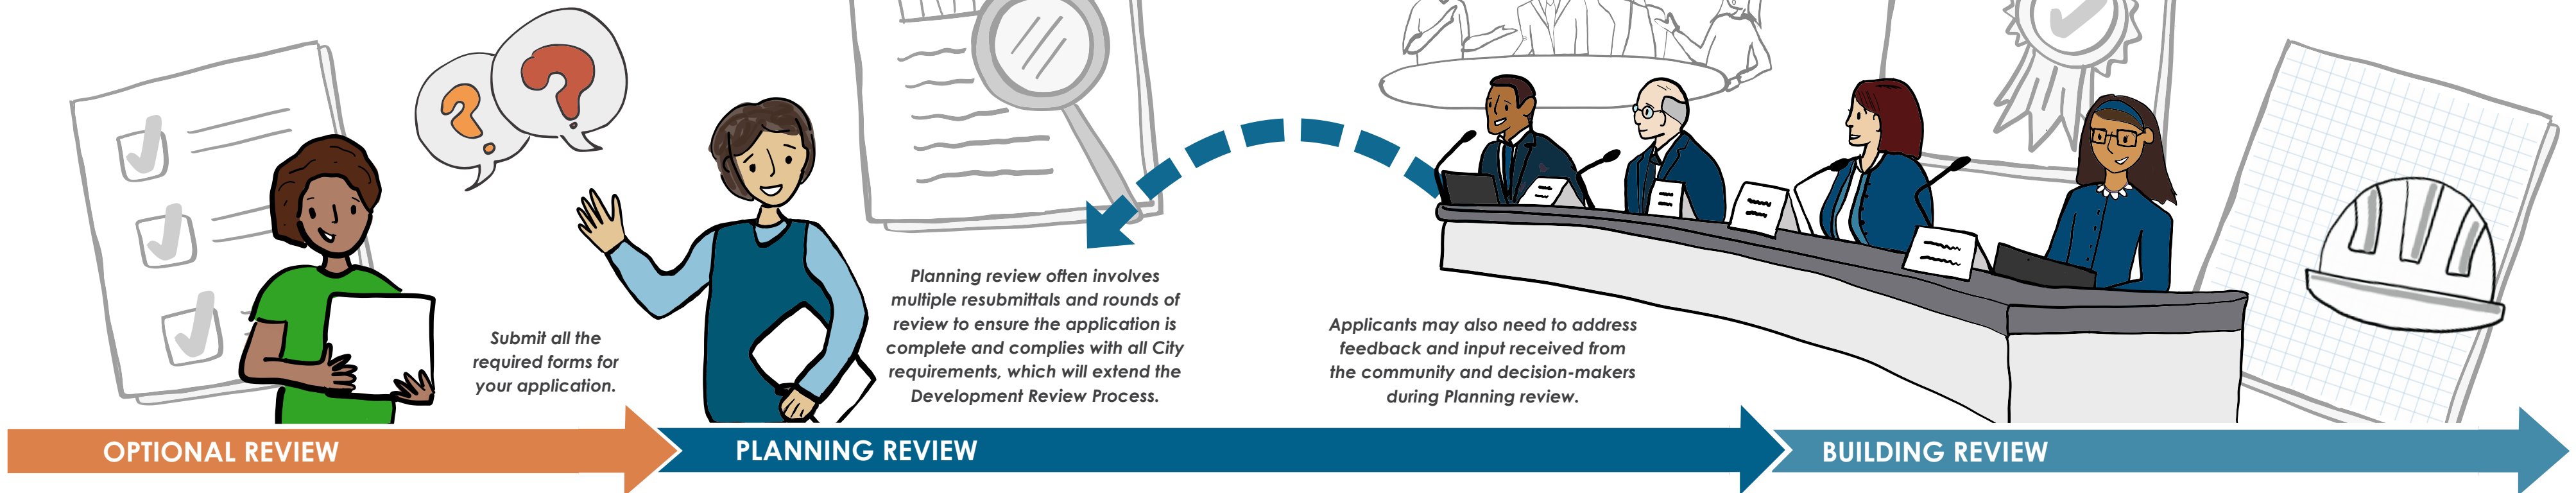 Submit all the
required forms for
your application.
Planning review often involves
multiple resubmittals and rounds of
review to ensure the application is
complete and complies with all City
requirements, which will extend the
Development Review Process.
Applicants may also need to address
feedback and input received from
the community and decision-makers
during Planning review.
OPTIONAL REVIEW
PLANNING REVIEW
BUILDING REVIEW